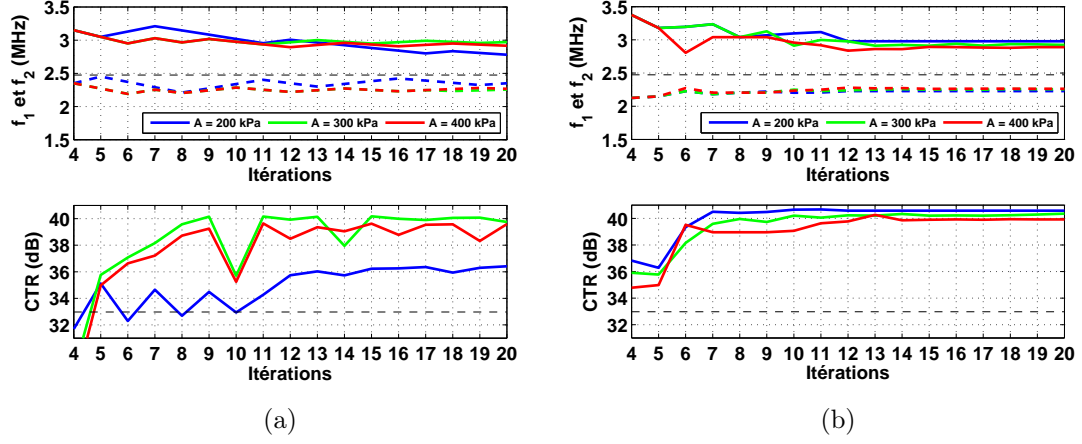 f_1 et f_2 (MHz)
3.5
3
2.5
2
1.5
A = 200 kPa
A = 300 kPa
A = 400 kPa
4 5 6 7 8 9 10 11 12 13 14 15 16 17 18 19 20
Itérations
CTR (dB)
40
38
36
34
32
4 5 6 7 8 9 10 11 12 13 14 15 16 17 18 19 20
Itérations
(a)
f_1 et f_2 (MHz)
3.5
3
2.5
2
1.5
A = 200 kPa
A = 300 kPa
A = 400 kPa
4 5 6 7 8 9 10 11 12 13 14 15 16 17 18 19 20
Itérations
CTR (dB)
40
38
36
34
32
4 5 6 7 8 9 10 11 12 13 14 15 16 17 18 19 20
Itérations
(b)